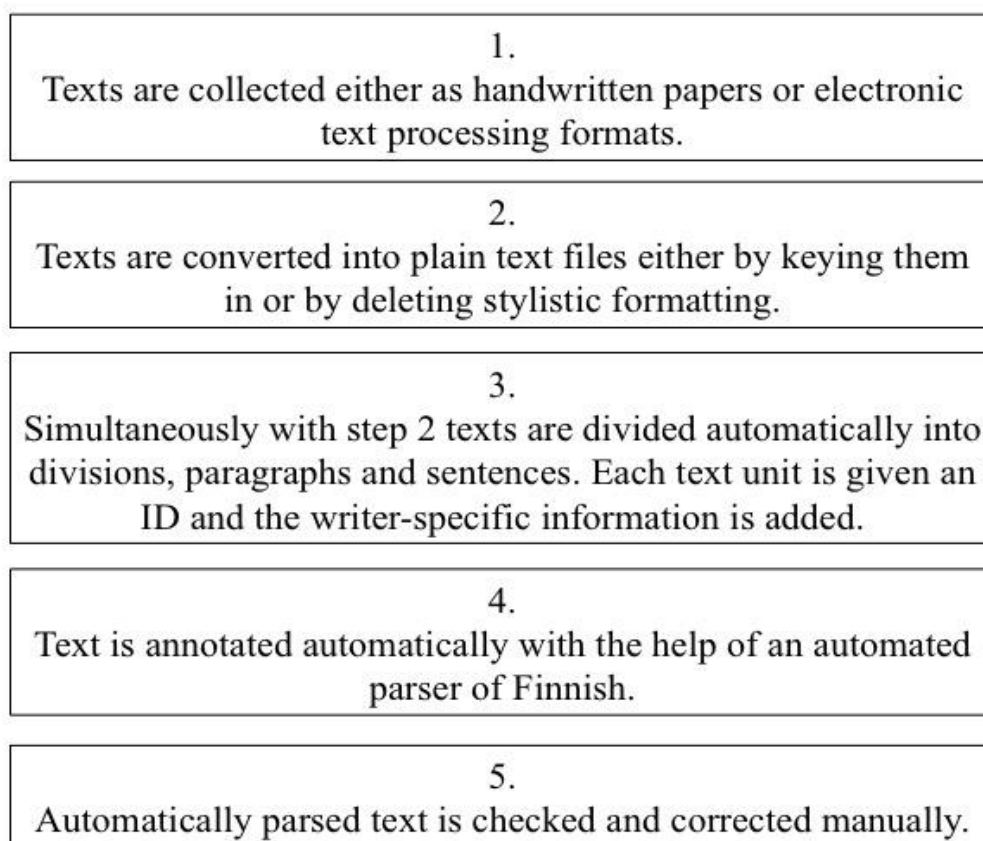 1.
Texts are collected either as handwritten papers or electronic
text processing formats.
2.
Texts are converted into plain text files either by keying them
in or by deleting stylistic formatting.
3.
Simultaneously with step 2 texts are divided automatically into
divisions, paragraphs and sentences. Each text unit is given an
ID and the writer-specific information is added.
4.
Text is annotated automatically with the help of an automated
parser of Finnish.
5.
Automatically parsed text is checked and corrected manually.